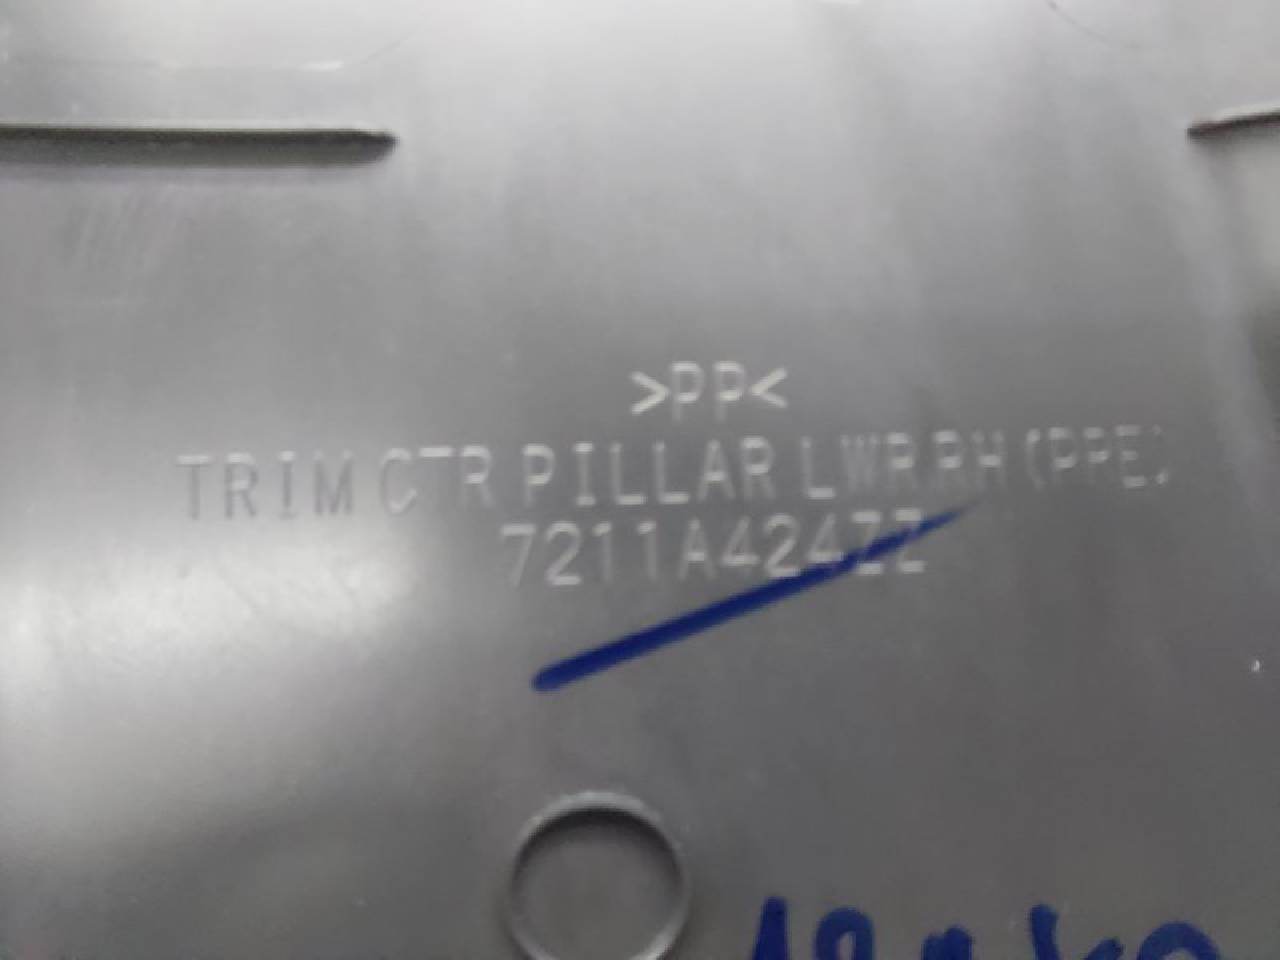 >PP<
TRIM CTR PILLAR LWR RH (PPE)
7211A424ZZ